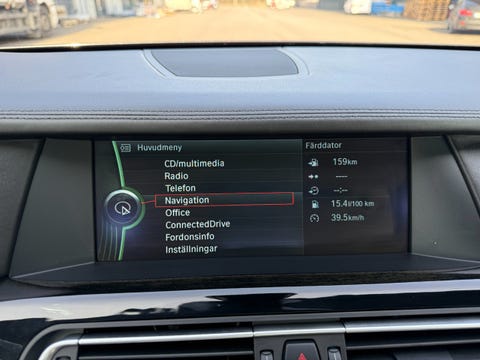 Huvudmeny
CD/multimedia
Radio
Telefon
Navigation
Office
ConnectedDrive
Fordonsinfo
Inställningar
Färddator
159km
----
--:--
15.4l/100 km
39.5km/h